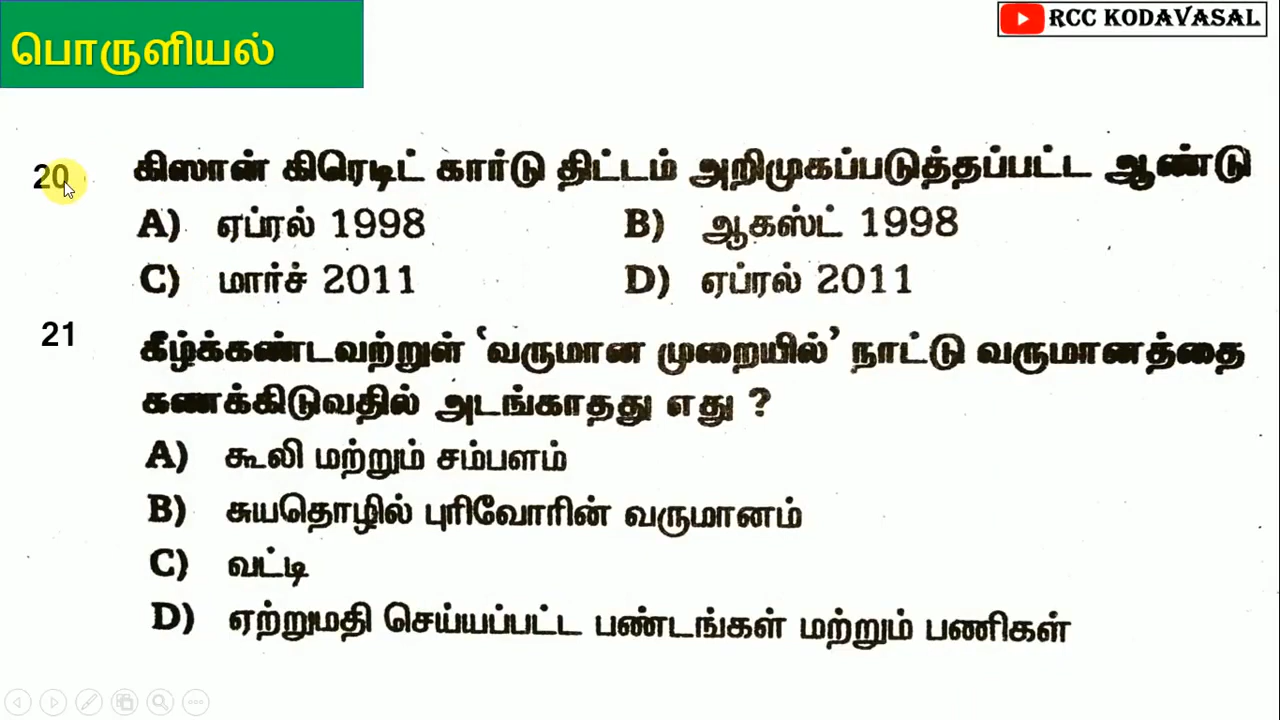 பொருளியல்
RCC KODAVASAL
20 கிஸான் கிரெடிட் கார்டு திட்டம் அறிமுகப்படுத்தப்பட்ட ஆண்டு
A) ஏப்ரல் 1998 B) ஆகஸ்ட் 1998
C) மார்ச் 2011 D) ஏப்ரல் 2011
21 கீழ்க்கண்டவற்றுள் ‘வருமான முறையில்’ நாட்டு வருமானத்தை
கணக்கிடுவதில் அடங்காதது எது ?
A) கூலி மற்றும் சம்பளம்
B) சுயதொழில் புரிவோரின் வருமானம்
C) வட்டி
D) ஏற்றுமதி செய்யப்பட்ட பண்டங்கள் மற்றும் பணிகள்